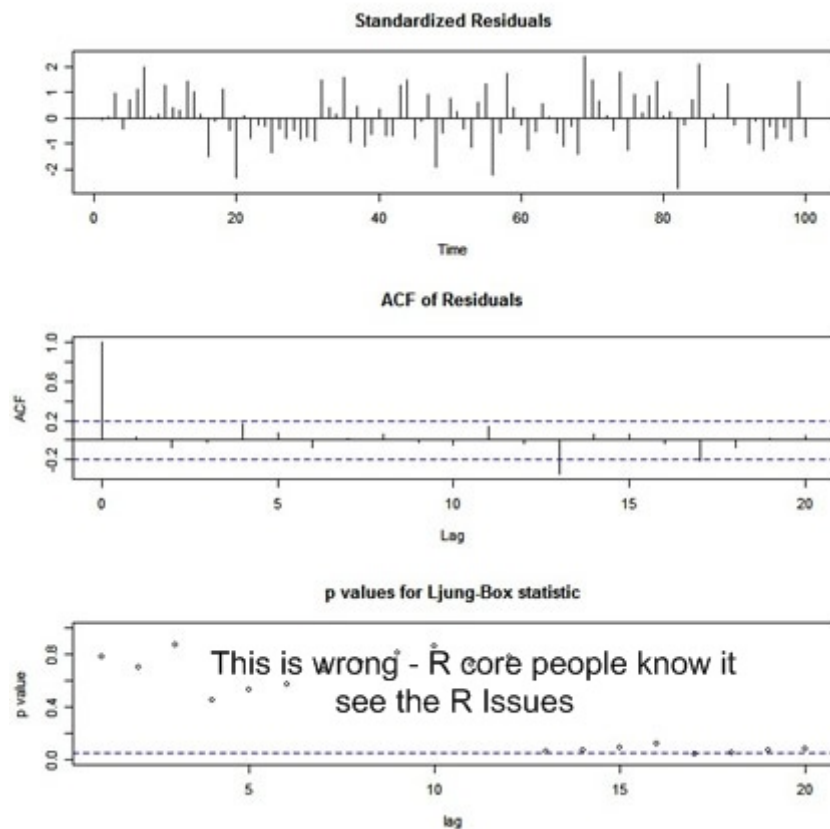 Standardized Residuals
2
1
0
-1
-2
0
20
40
60
80
100
Time
ACF of Residuals
ACF
1.0
0.6
0.2
-0.2
0
5
10
15
20
Lag
p values for Ljung-Box statistic
p value
0.8
0.4
0.0
This is wrong - R core people know it
see the R Issues
5
10
15
20
lag